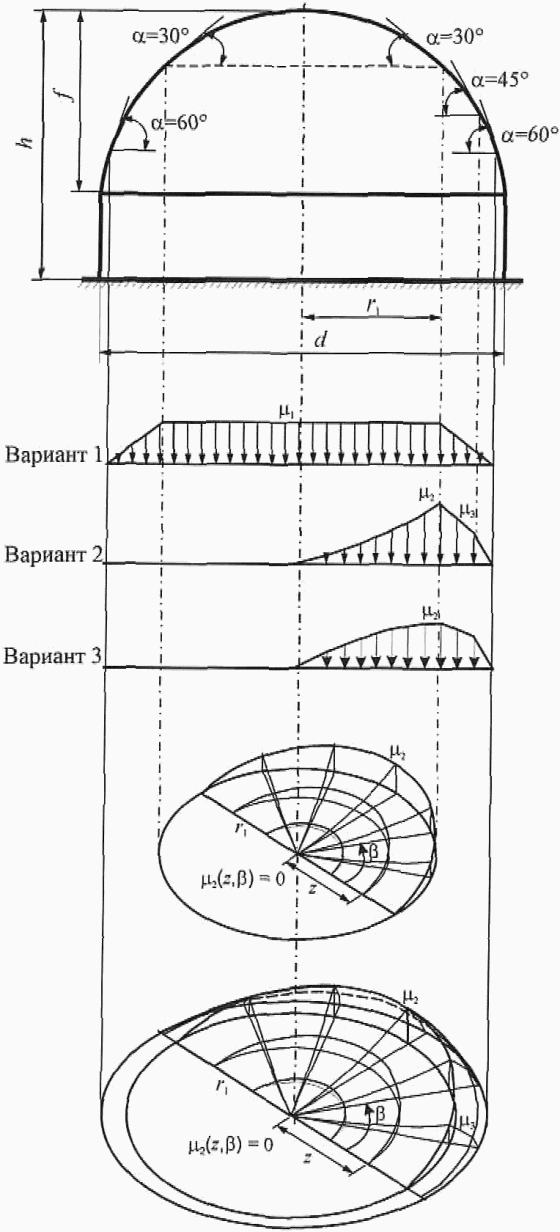 α=30° α=30°
α=45°
α=60° α=60°
f
h
r₁
d
μ₁
Вариант 1
μ₂ μ₃
Вариант 2
μ₂
Вариант 3
μ₂
r₁
β
μ₂(z,β) = 0 z
μ₂
r₁
β
μ₃
μ₂(z,β) = 0 z